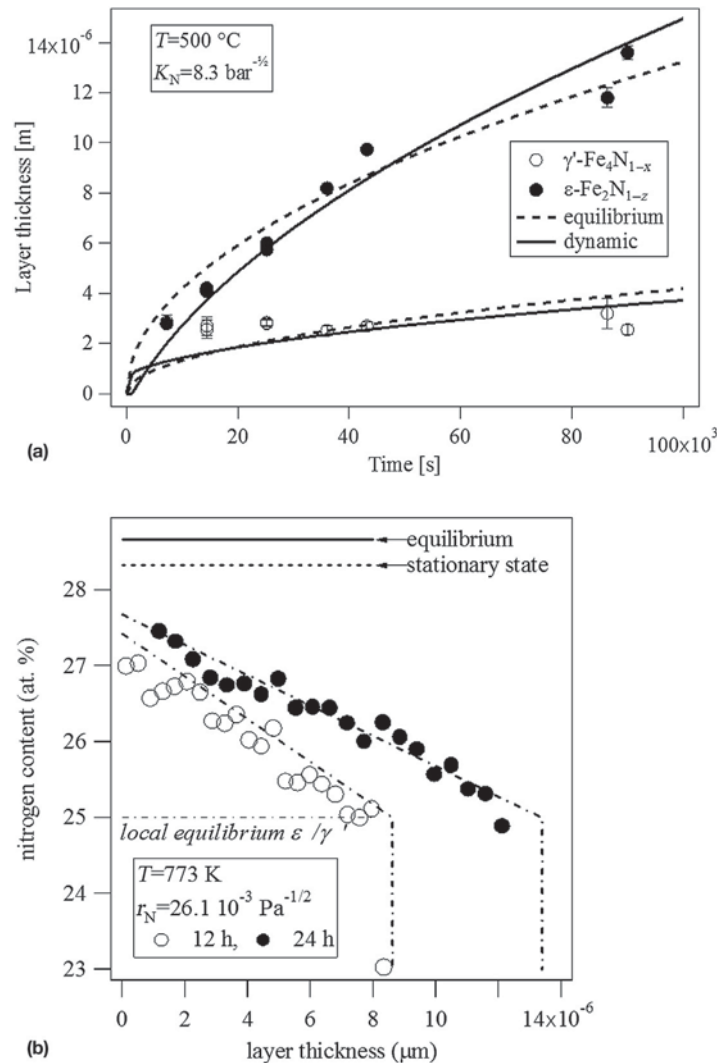 14x10⁻⁶
T=500 °C
K_N=8.3 bar⁻½
12
10
8
6
4
2
0
Layer thickness [m]
γ'-Fe₄N₁₋ₓ
ε-Fe₂N₁₋z
equilibrium
dynamic
0
20
40
60
80
100x10³
Time [s]
(a)
equilibrium
stationary state
28
27
26
25
24
23
nitrogen content (at. %)
local equilibrium ε /γ'
T=773 K
r_N=26.1 10⁻³ Pa⁻¹/²
12 h, 24 h
0
2
4
6
8
10
14x10⁻⁶
layer thickness (μm)
(b)